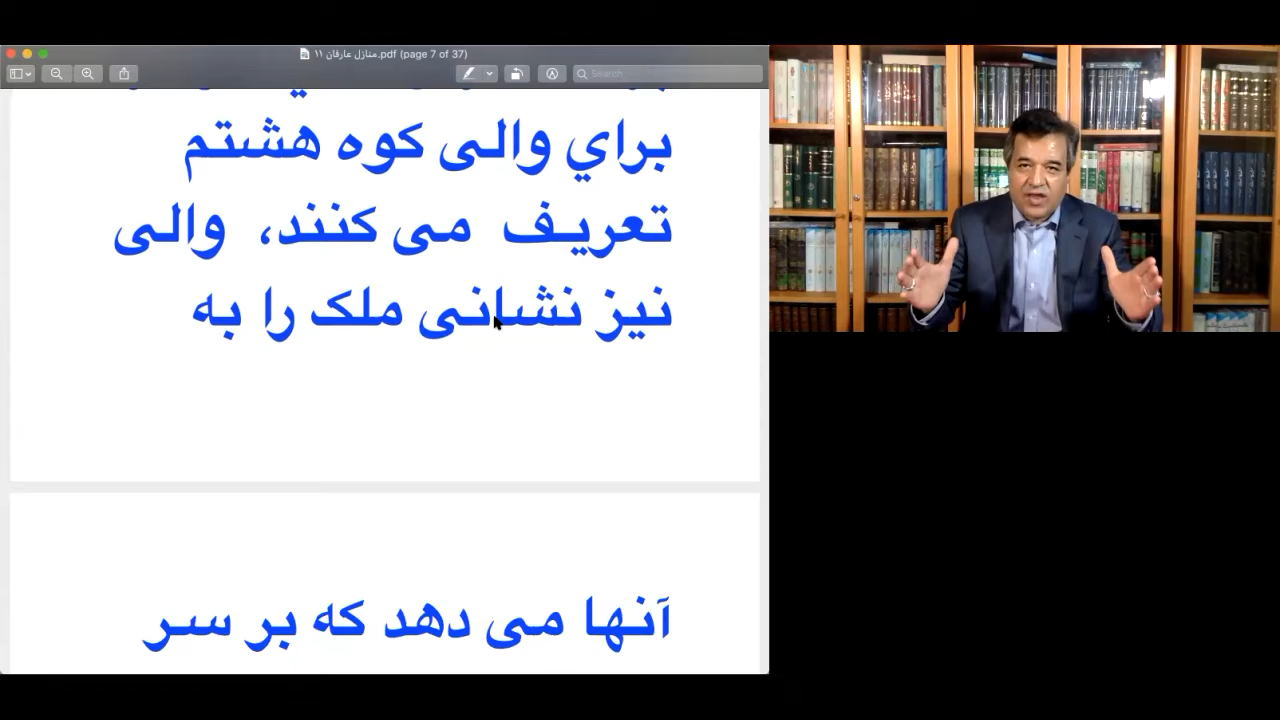 منازل عارفان ۱۱.pdf (page 7 of 37)
Search
براي والی کوه هشتم
تعریف می کنند، والی
نیز نشانی ملک را به
آنها می دهد که بر سر